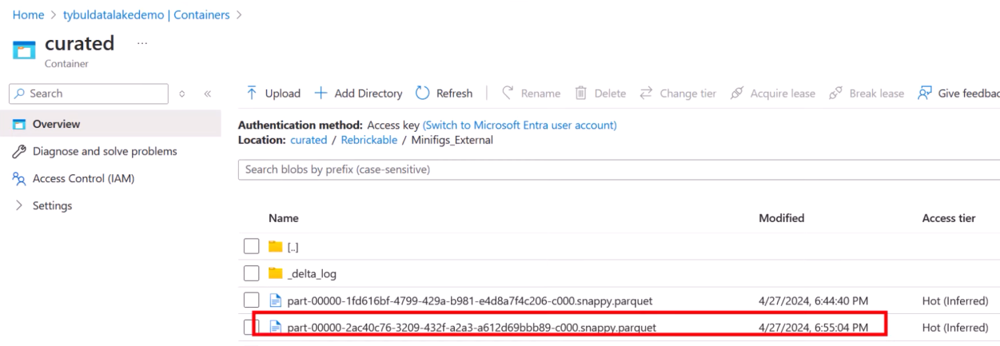 Home > tybuldatalakedemo | Containers >
curated ...
Container
Search
Overview
Diagnose and solve problems
Access Control (IAM)
Settings
Upload Add Directory Refresh Rename Delete Change tier Acquire lease Break lease Give feedbac
Authentication method: Access key (Switch to Microsoft Entra user account)
Location: curated / Rebrickable / Minifigs_External
Search blobs by prefix (case-sensitive)
Name Modified Access tier
[..]
_delta_log
part-00000-1fd616bf-4799-429a-b981-e4d8a7f4c206-c000.snappy.parquet 4/27/2024, 6:44:40 PM Hot (Inferred)
part-00000-2ac40c76-3209-432f-a2a3-a612d69bbb89-c000.snappy.parquet 4/27/2024, 6:55:04 PM Hot (Inferred)